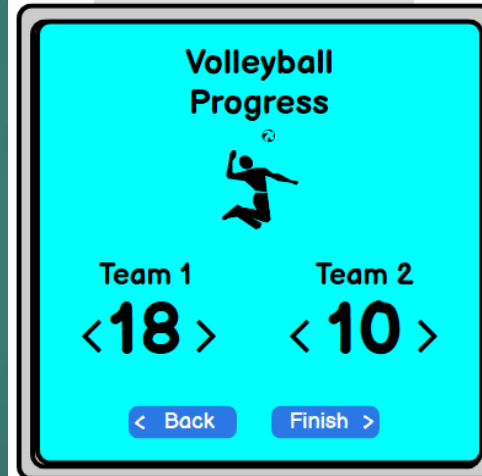 Volleyball
Progress
Team 1 Team 2
< 18 > < 10 >
< Back Finish >